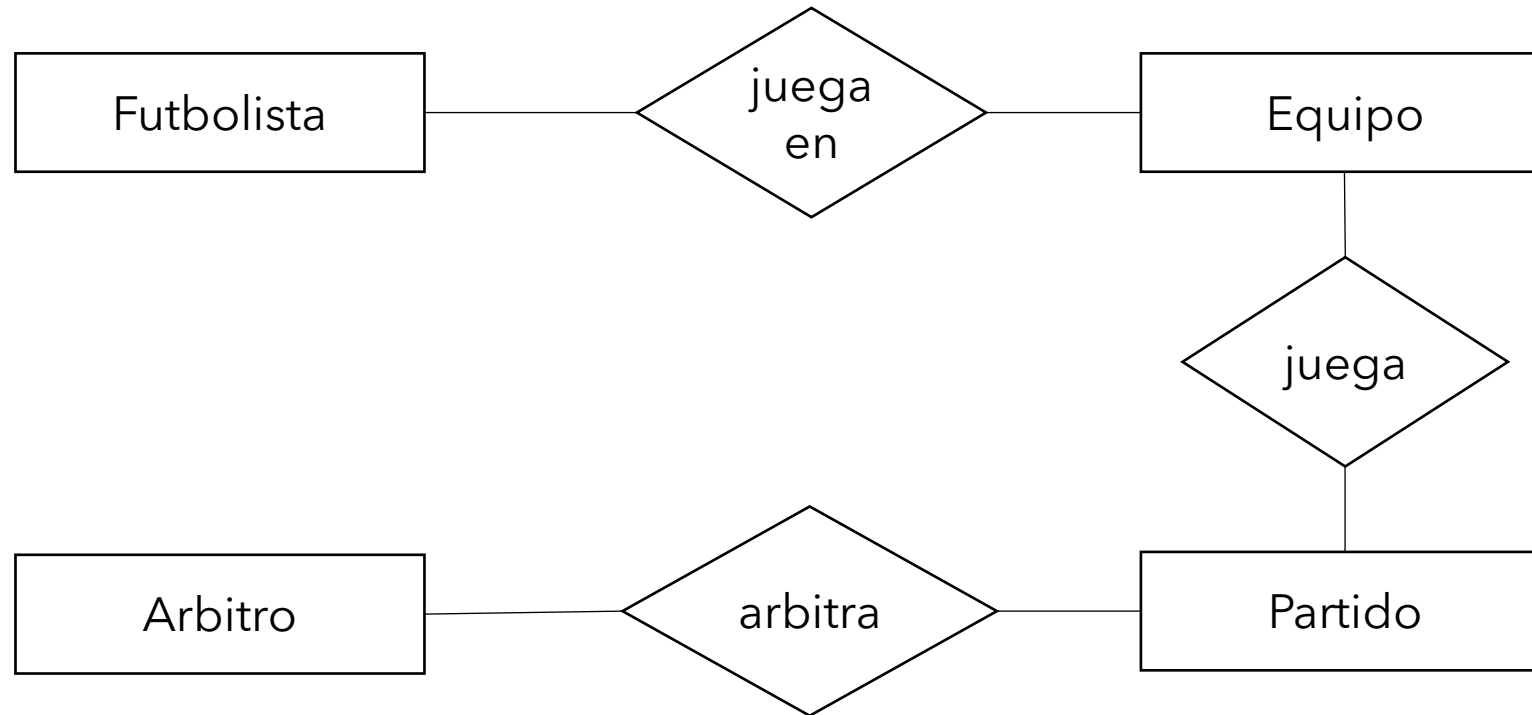 Futbolista
juega
en
Equipo
juega
Arbitro
arbitra
Partido